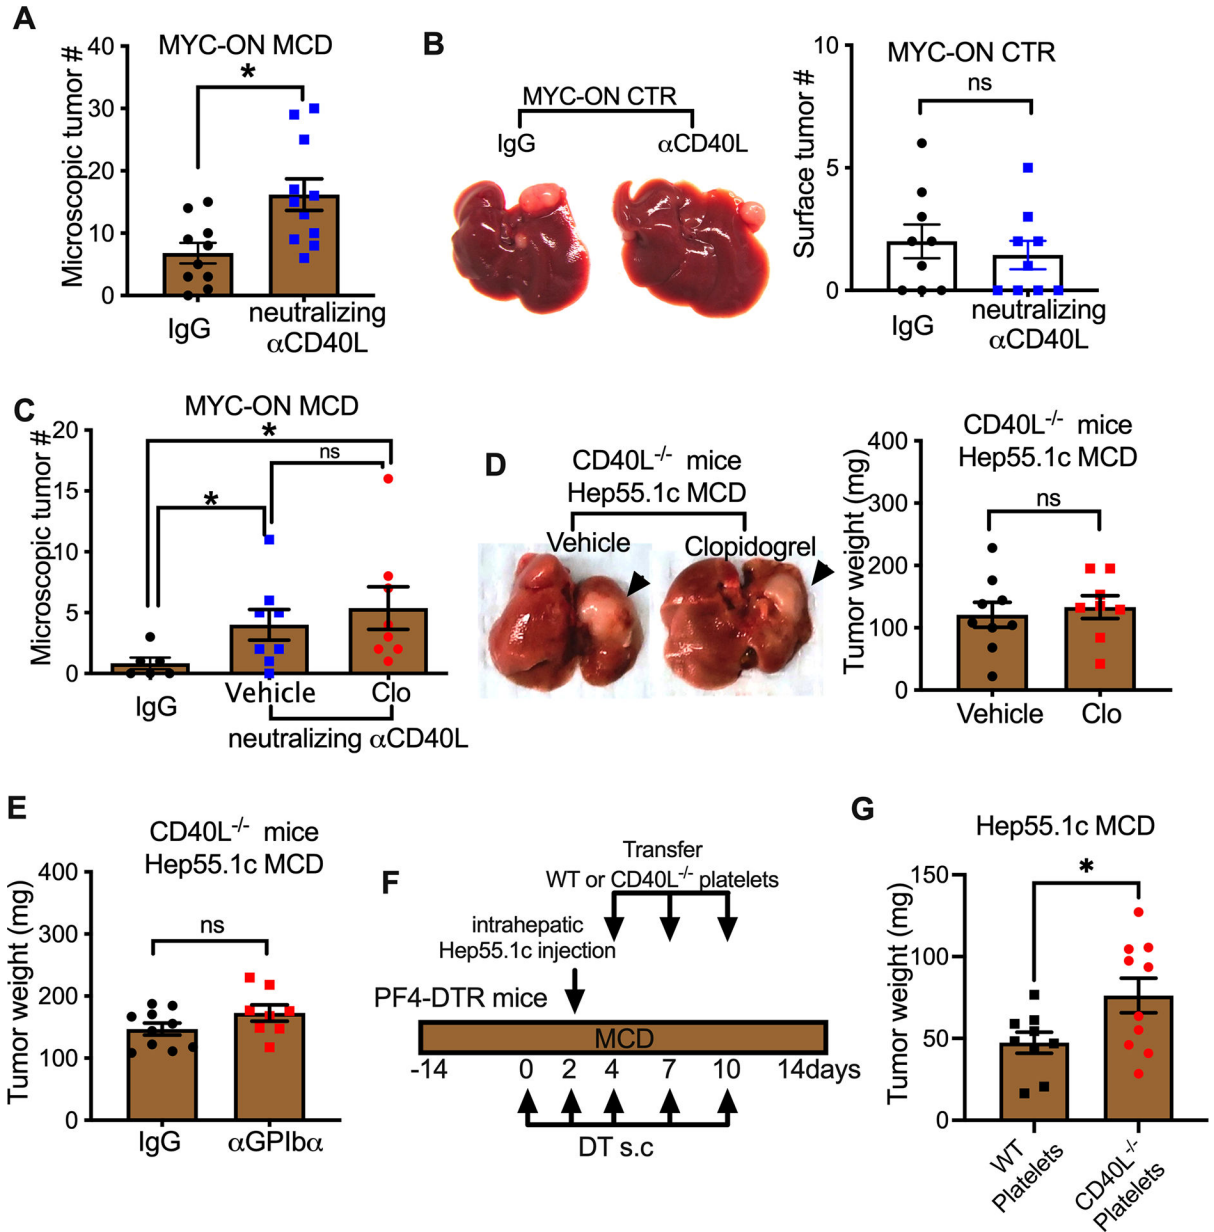 A
MYC-ON MCD
Microscopic tumor #
40
30
20
10
0
*
IgG
neutralizing
αCD40L
B
MYC-ON CTR
IgG
αCD40L
MYC-ON CTR
Surface tumor #
10
5
0
ns
IgG
neutralizing
αCD40L
C
MYC-ON MCD
Microscopic tumor #
20
15
10
5
0
*
ns
*
IgG
Vehicle
Clo
neutralizing αCD40L
D
CD40L-/- mice
Hep55.1c MCD
Vehicle
Clopidogrel
CD40L-/- mice
Hep55.1c MCD
Tumor weight (mg)
400
300
200
100
0
ns
Vehicle
Clo
E
CD40L-/- mice
Hep55.1c MCD
Tumor weight (mg)
400
300
200
100
0
ns
IgG
αGPIbα
F
Transfer
WT or CD40L-/- platelets
intrahepatic
Hep55.1c injection
PF4-DTR mice
MCD
-14 0 2 4 7 10 14days
DT s.c
G
Hep55.1c MCD
Tumor weight (mg)
150
100
50
0
*
WT
Platelets
CD40L-/-
Platelets